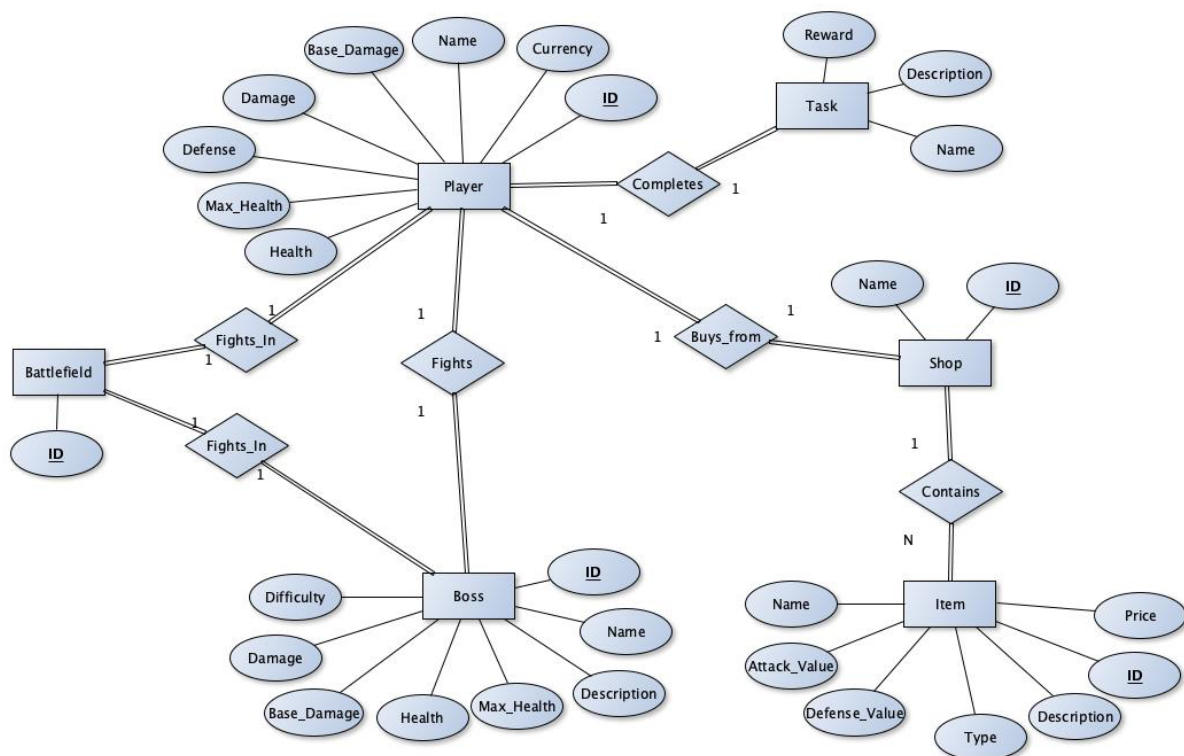 Reward
Name
Base_Damage
Currency
Description
Damage
ID
Task
Defense
Name
Player
Completes
1
Max_Health
1
Health
Name
ID
1
1
1
Fights_In
1
Buys_from
1
Fights
Shop
Battlefield
1
1
1
Fights_In
1
ID
1
Contains
N
ID
Difficulty
Boss
Name
Item
Price
Name
Damage
Attack_Value
ID
Description
Base_Damage
Health
Max_Health
Defense_Value
Description
Type